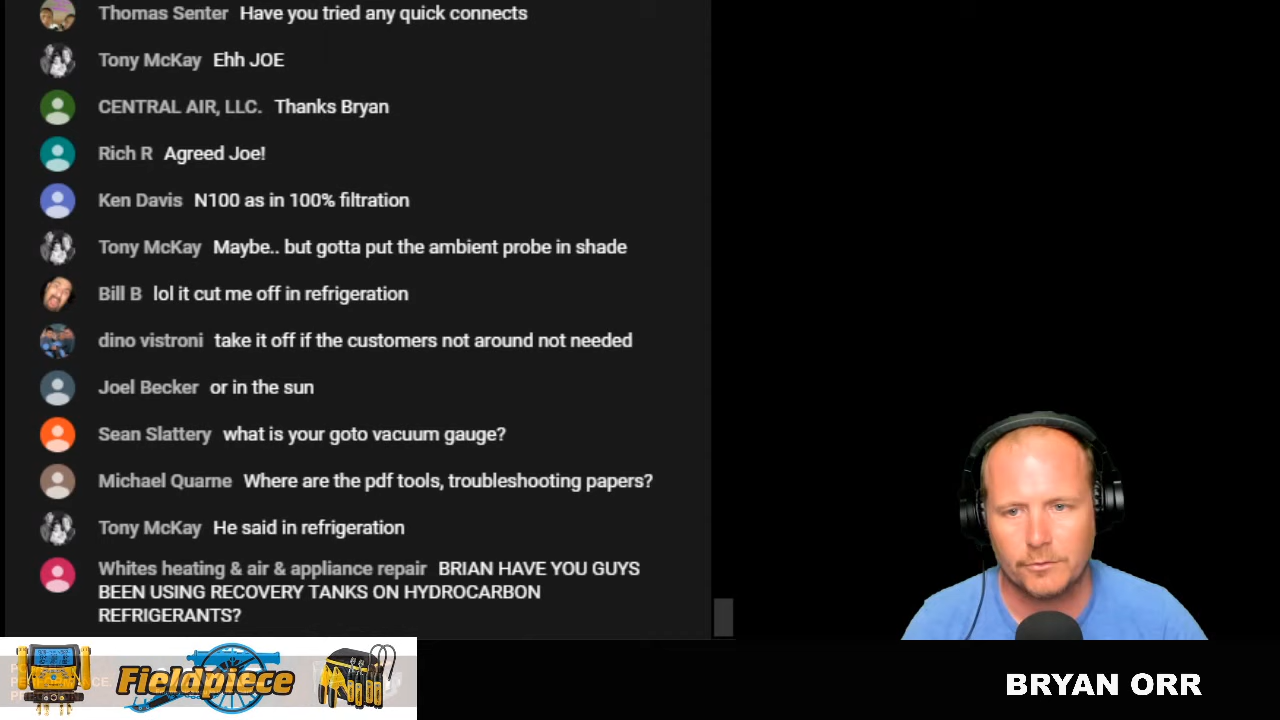 Thomas Senter Have you tried any quick connects
Tony McKay Ehh JOE
CENTRAL AIR, LLC. Thanks Bryan
Rich R Agreed Joe!
Ken Davis N100 as in 100% filtration
Tony McKay Maybe.. but gotta put the ambient probe in shade
Bill B lol it cut me off in refrigeration
dino vistroni take it off if the customers not around not needed
Joel Becker or in the sun
Sean Slattery what is your goto vacuum gauge?
Michael Quarne Where are the pdf tools, troubleshooting papers?
Tony McKay He said in refrigeration
Whites heating & air & appliance repair BRIAN HAVE YOU GUYS
BEEN USING RECOVERY TANKS ON HYDROCARBON
REFRIGERANTS?
Fieldpiece
BRYAN ORR